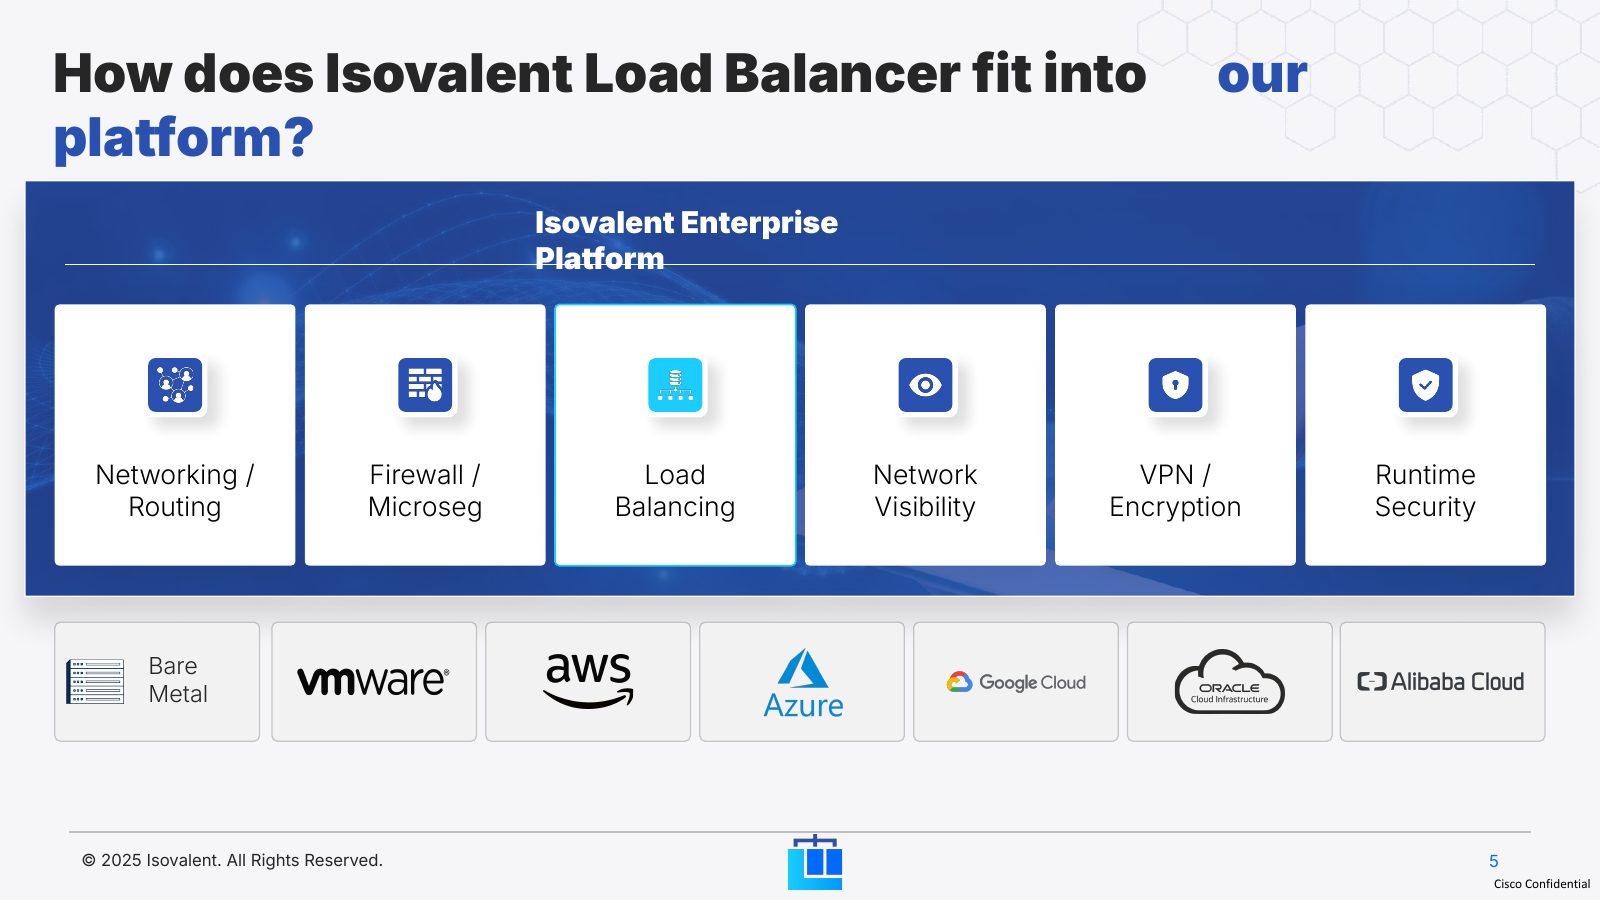 How does Isovalent Load Balancer fit into our
platform?
Isovalent Enterprise
Platform
Networking /
Routing
Firewall /
Microseg
Load
Balancing
Network
Visibility
VPN /
Encryption
Runtime
Security
Bare
Metal
vmware®
aws
Azure
Google Cloud
ORACLE
Cloud Infrastructure
Alibaba Cloud
© 2025 Isovalent. All Rights Reserved.
5
Cisco Confidential